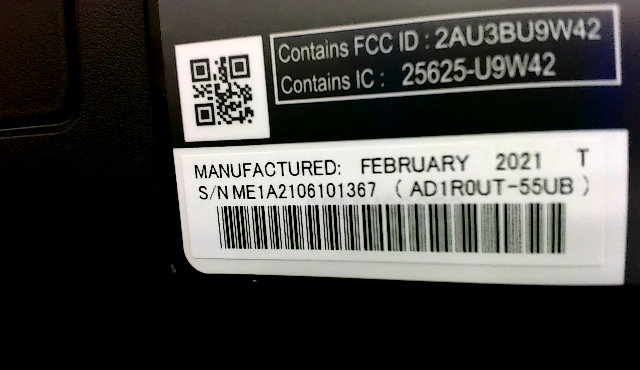 Contains FCC ID : 2AU3BU9W42
Contains IC : 25625-U9W42
MANUFACTURED: FEBRUARY 2021 T
S/N ME1A2106101367 ( AD1R0UT-55UB )